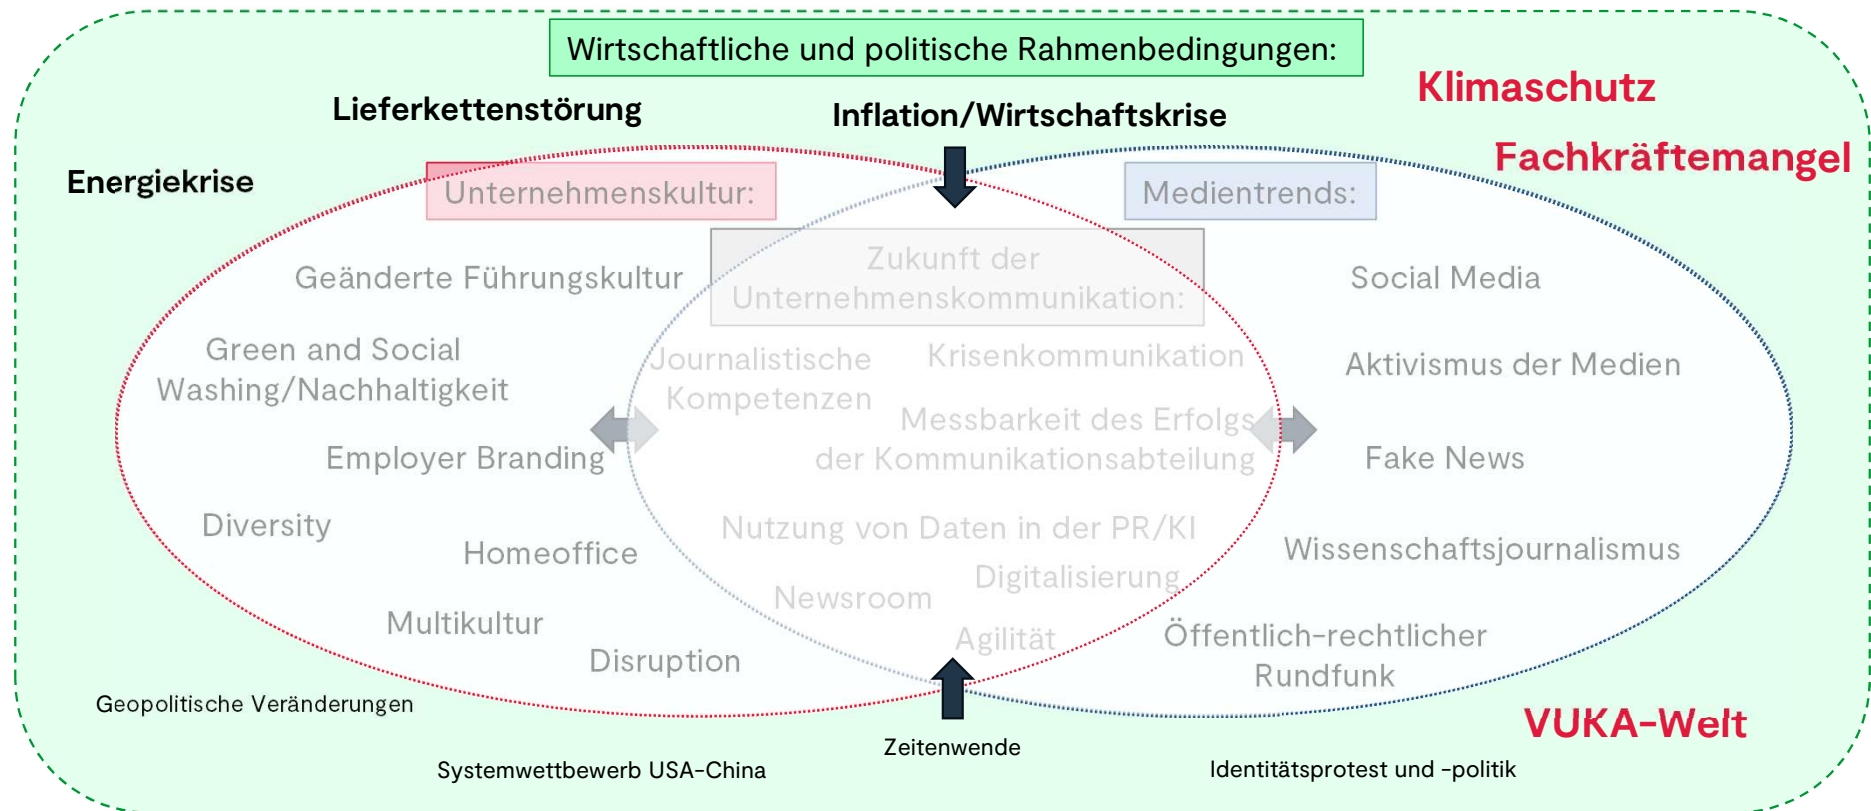 Wirtschaftliche und politische Rahmenbedingungen:
Klimaschutz
Lieferkettenstörung
Inflation/Wirtschaftskrise
Fachkräftemangel
Energiekrise
Unternehmenskultur:
Medientrends:
Geänderte Führungskultur
Green and Social
Washing/Nachhaltigkeit
Employer Branding
Diversity
Homeoffice
Multikultur
Disruption
Zukunft der
Unternehmenskommunikation:
Journalistische
Kompetenzen
Krisenkommunikation
Messbarkeit des Erfolgs
der Kommunikationsabteilung
Nutzung von Daten in der PR/KI
Digitalisierung
Newsroom
Agilität
Social Media
Aktivismus der Medien
Fake News
Wissenschaftsjournalismus
Öffentlich-rechtlicher
Rundfunk
Geopolitische Veränderungen
VUKA-Welt
Zeitenwende
Systemwettbewerb USA-China
Identitätsprotest und -politik